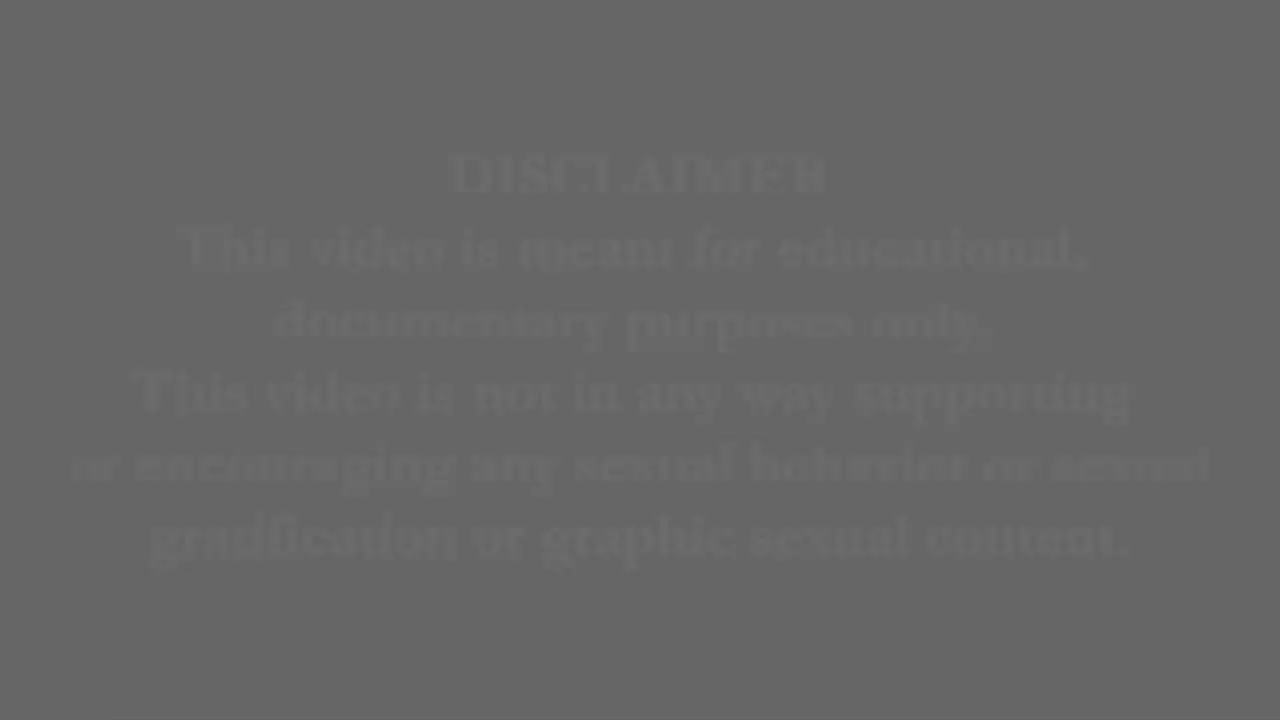 DISCLAIMER
This video is meant for educational,
documentary purposes only,
This video is not in any way supporting
or encouraging any sexual behavior or sexual
gratification or graphic sexual content.